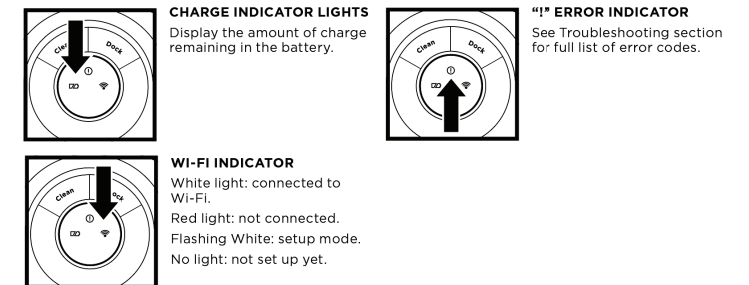 CHARGE INDICATOR LIGHTS
Display the amount of charge
remaining in the battery.
Dock
“!” ERROR INDICATOR
See Troubleshooting section
for full list of error codes.
Clean
Dock
WI-FI INDICATOR
White light: connected to
Wi-Fi.
Red light: not connected.
Flashing White: setup mode.
No light: not set up yet.
Clean